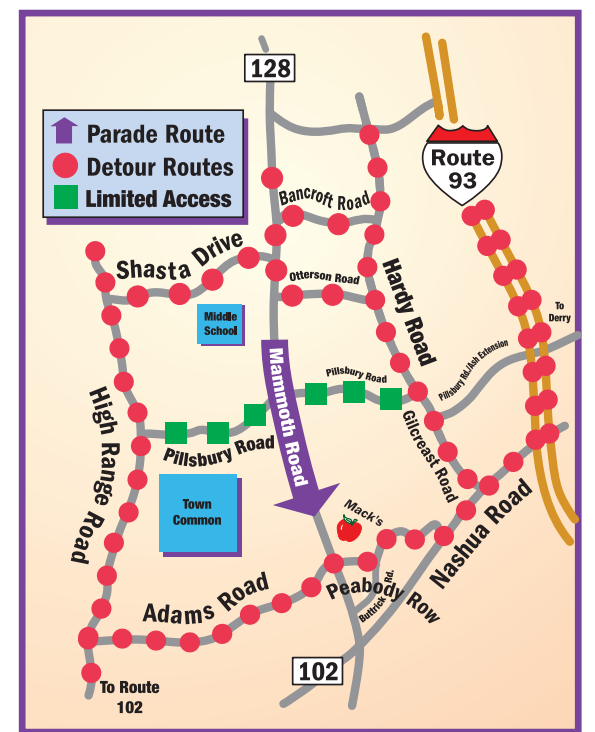 128
Parade Route
Detour Routes
Limited Access
Route
93
Bancroft Road
Shasta Drive
Otterson Road
Hardy Road
Middle
School
To
Derry
Mammoth Road
Pillsbury Road
Pillsbury Rd./Ash Extension
High Range Road
Pillsbury Road
Gilcreast Road
Town
Common
Mack's
Nashua Road
Adams Road
Peabody Row
Buttrick Rd.
102
To Route
102